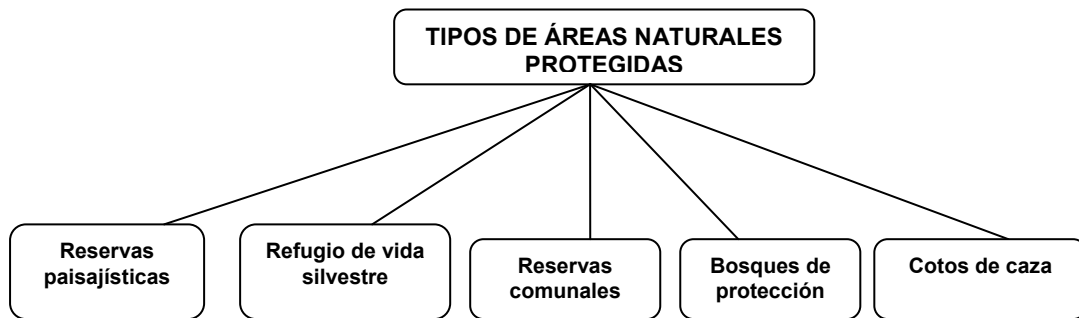 TIPOS DE ÁREAS NATURALES
PROTEGIDAS
Reservas
paisajísticas
Refugio de vida
silvestre
Reservas
comunales
Bosques de
protección
Cotos de caza